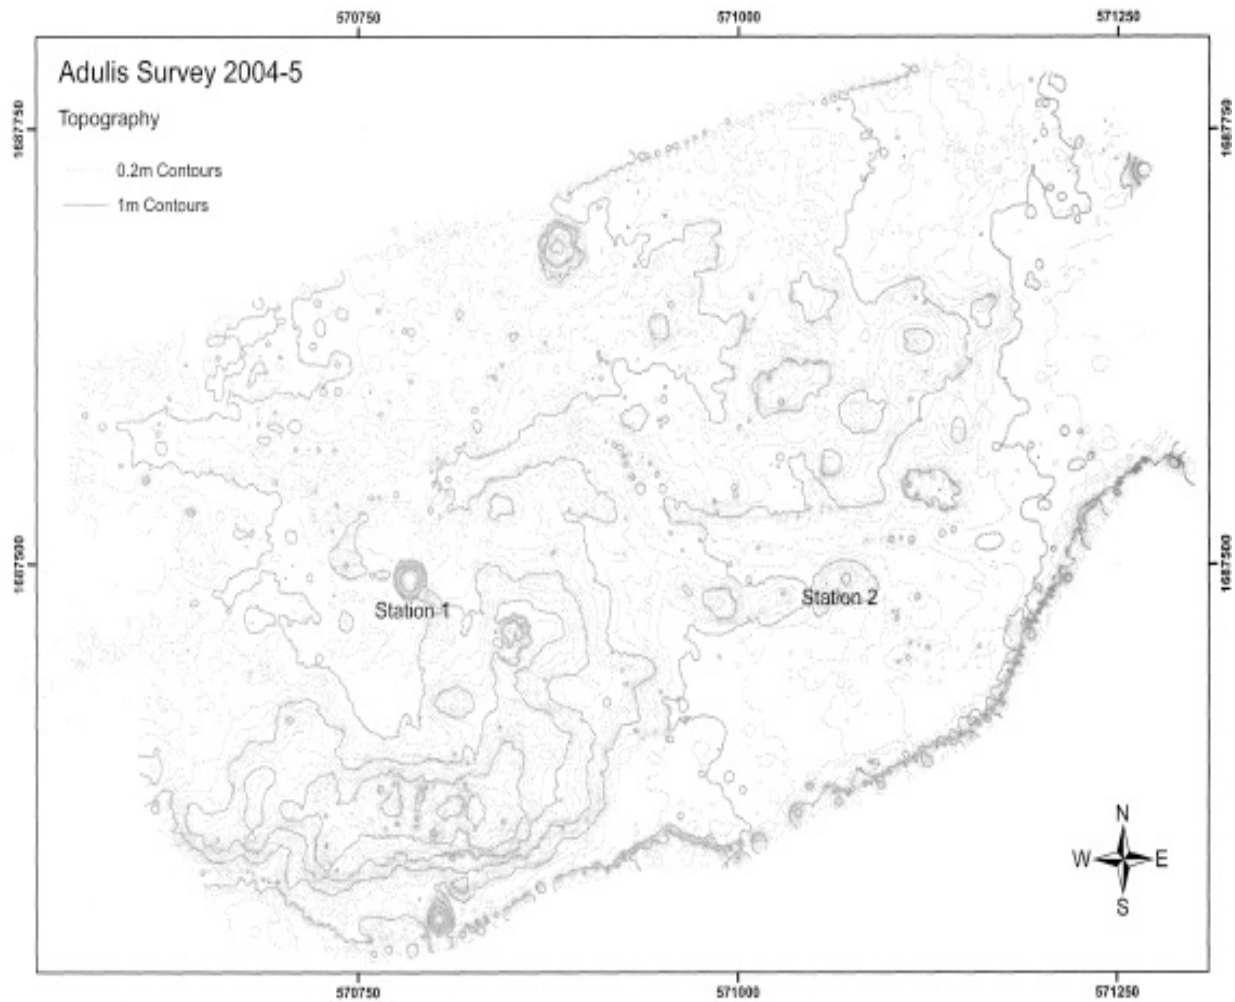 570750 571000 571250
Adulis Survey 2004-5
Topography
0.2m Contours
1m Contours
1687750 1687750
1687500 1687500
Station 1
Station 2
N
W E
S
570750 571000 571250